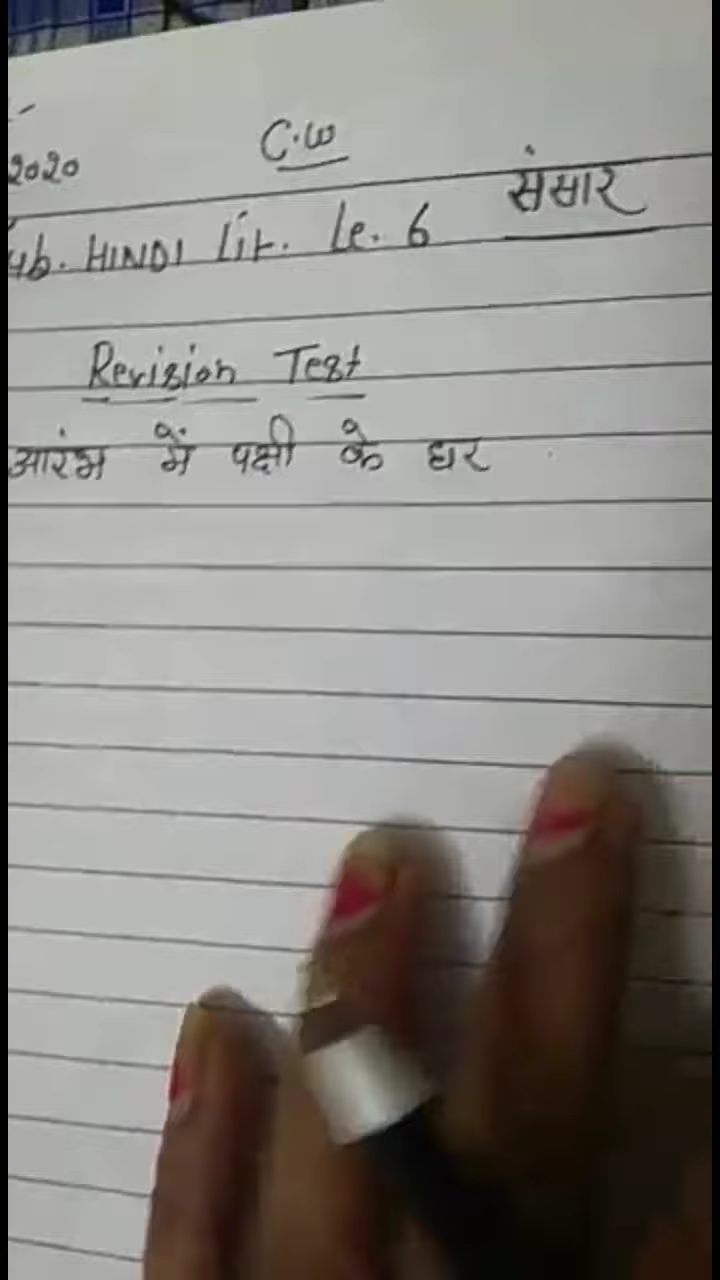 2020
C.W
ub. HINDI Lit. Le. 6 संसार
Revision Test
आरंभ में पक्षी के घर